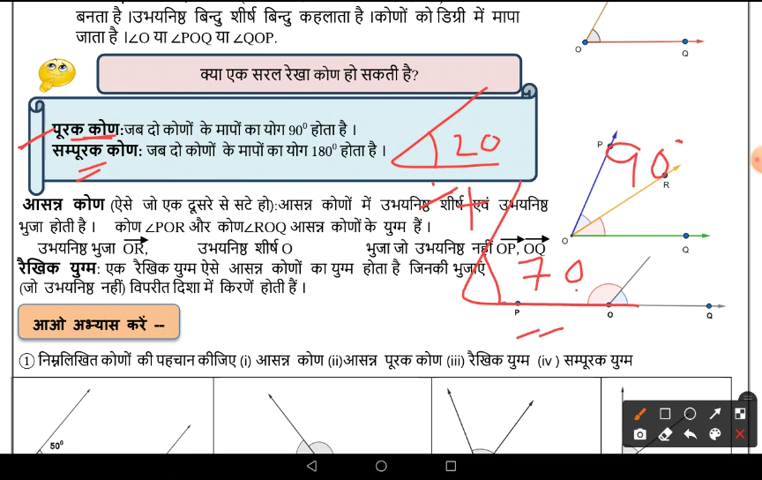 बनता है ।उभयनिष्ठ बिन्दु शीर्ष बिन्दु कहलाता है ।कोणों को डिग्री में मापा
जाता है ।∠O या ∠POQ या ∠QOP.
O
Q
क्या एक सरल रेखा कोण हो सकती है?
पूरक कोण:जब दो कोणों के मापों का योग 90⁰ होता है ।
सम्पूरक कोण: जब दो कोणों के मापों का योग 180⁰ होता है ।
20
+
70
90°
P
R
O
Q
आसन्न कोण (ऐसे जो एक दूसरे से सटे हो):आसन्न कोणों में उभयनिष्ठ शीर्ष एवं उभयनिष्ठ
भुजा होती है । कोण ∠POR और कोण∠ROQ आसन्न कोणों के युग्म हैं ।
उभयनिष्ठ भुजा OR, उभयनिष्ठ शीर्ष O भुजा जो उभयनिष्ठ नहीं OP, OQ
रैखिक युग्म: एक रैखिक युग्म ऐसे आसन्न कोणों का युग्म होता है जिनकी भुजाएं
(जो उभयनिष्ठ नहीं) विपरीत दिशा में किरणें होती हैं ।
P
O
Q
आओ अभ्यास करें --
① निम्नलिखित कोणों की पहचान कीजिए (i) आसन्न कोण (ii)आसन्न पूरक कोण (iii) रैखिक युग्म (iv ) सम्पूरक युग्म
50⁰